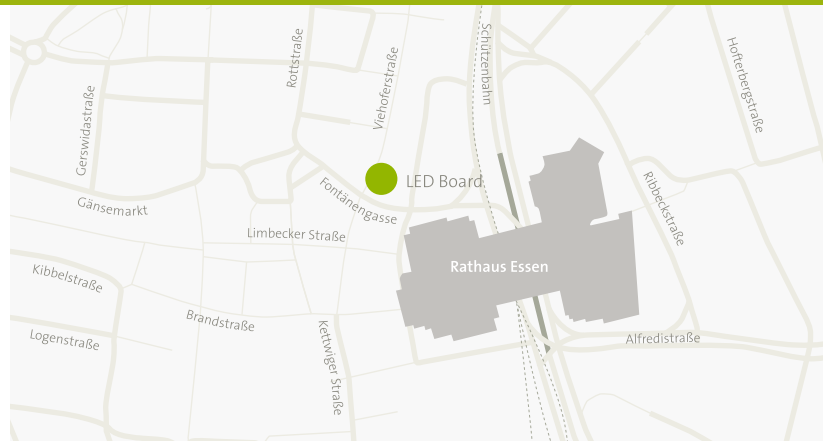 Schützenbahn
Rottstraße
Hofterbergstraße
Viehoferstraße
Gerswidastraße
LED Board
Fontänengasse
Ribbeckstraße
Gänsemarkt
Limbecker Straße
Rathaus Essen
Kibbelstraße
Brandstraße
Kettwiger Straße
Logenstraße
Alfredistraße